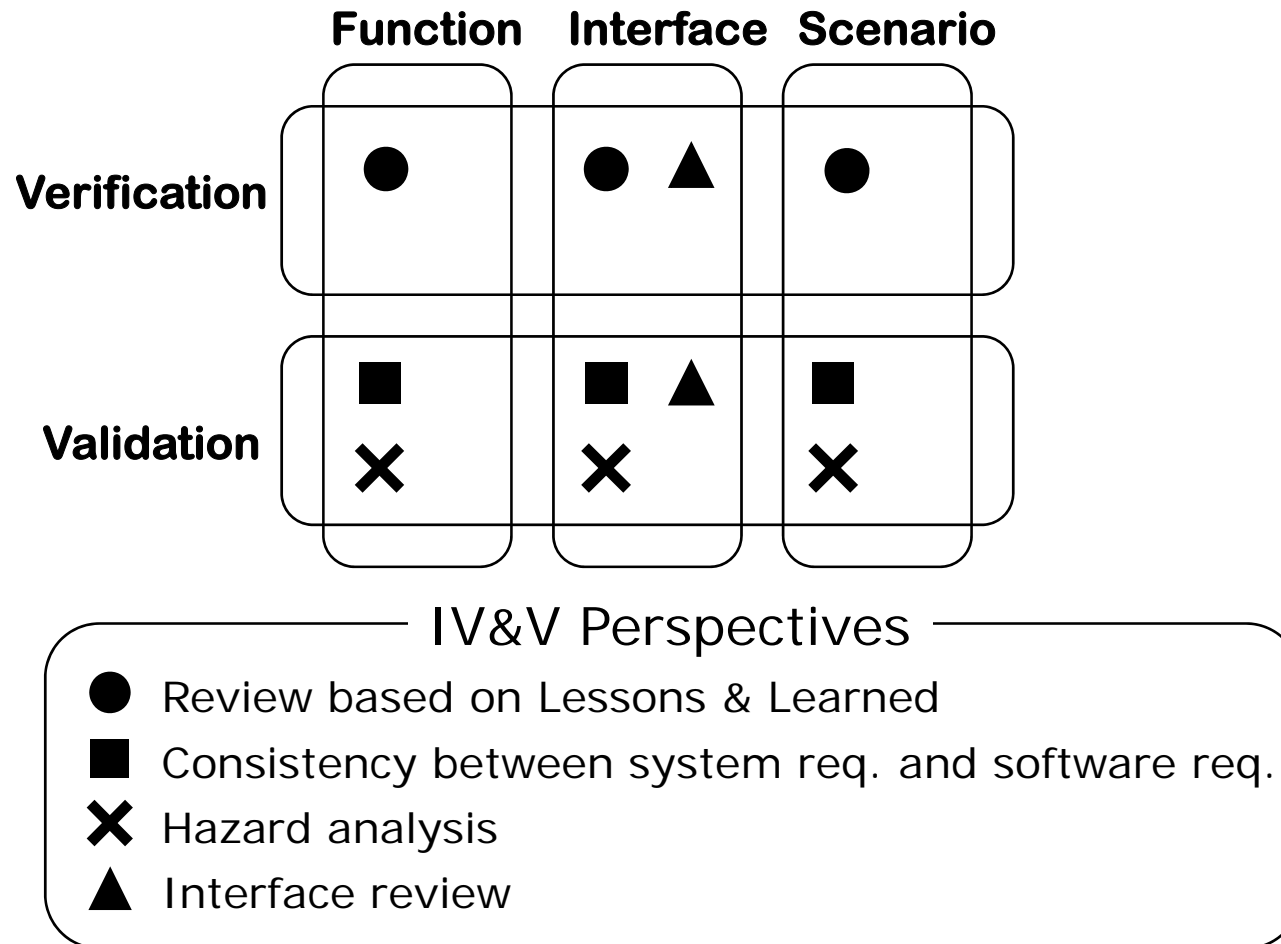 Function Interface Scenario
Verification
Validation
IV&V Perspectives
Review based on Lessons & Learned
Consistency between system req. and software req.
Hazard analysis
Interface review